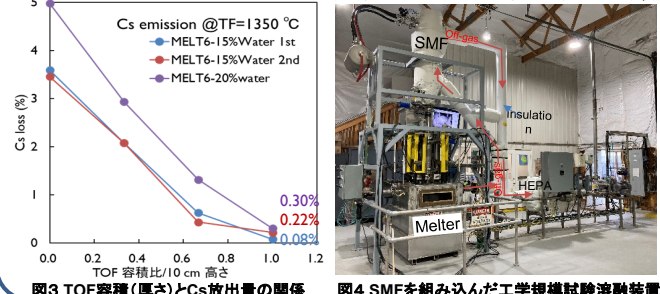 Cs emission @TF=1350 ℃
MELT6-15%Water 1st
MELT6-15%Water 2nd
MELT6-20%water
Cs loss (%)
5
4
3
2
1
0
0.30%
0.22%
0.08%
0.0
0.2
0.4
0.6
0.8
1.0
1.2
TOF 容積比/10 cm 高さ
図3 TOF容積(厚さ)とCs放出量の関係
SMF
Off-gas
Insulatio
n
Off-gas
HEPA
Melter
DANGER
図4 SMFを組み込んだ工学規模試験溶融装置